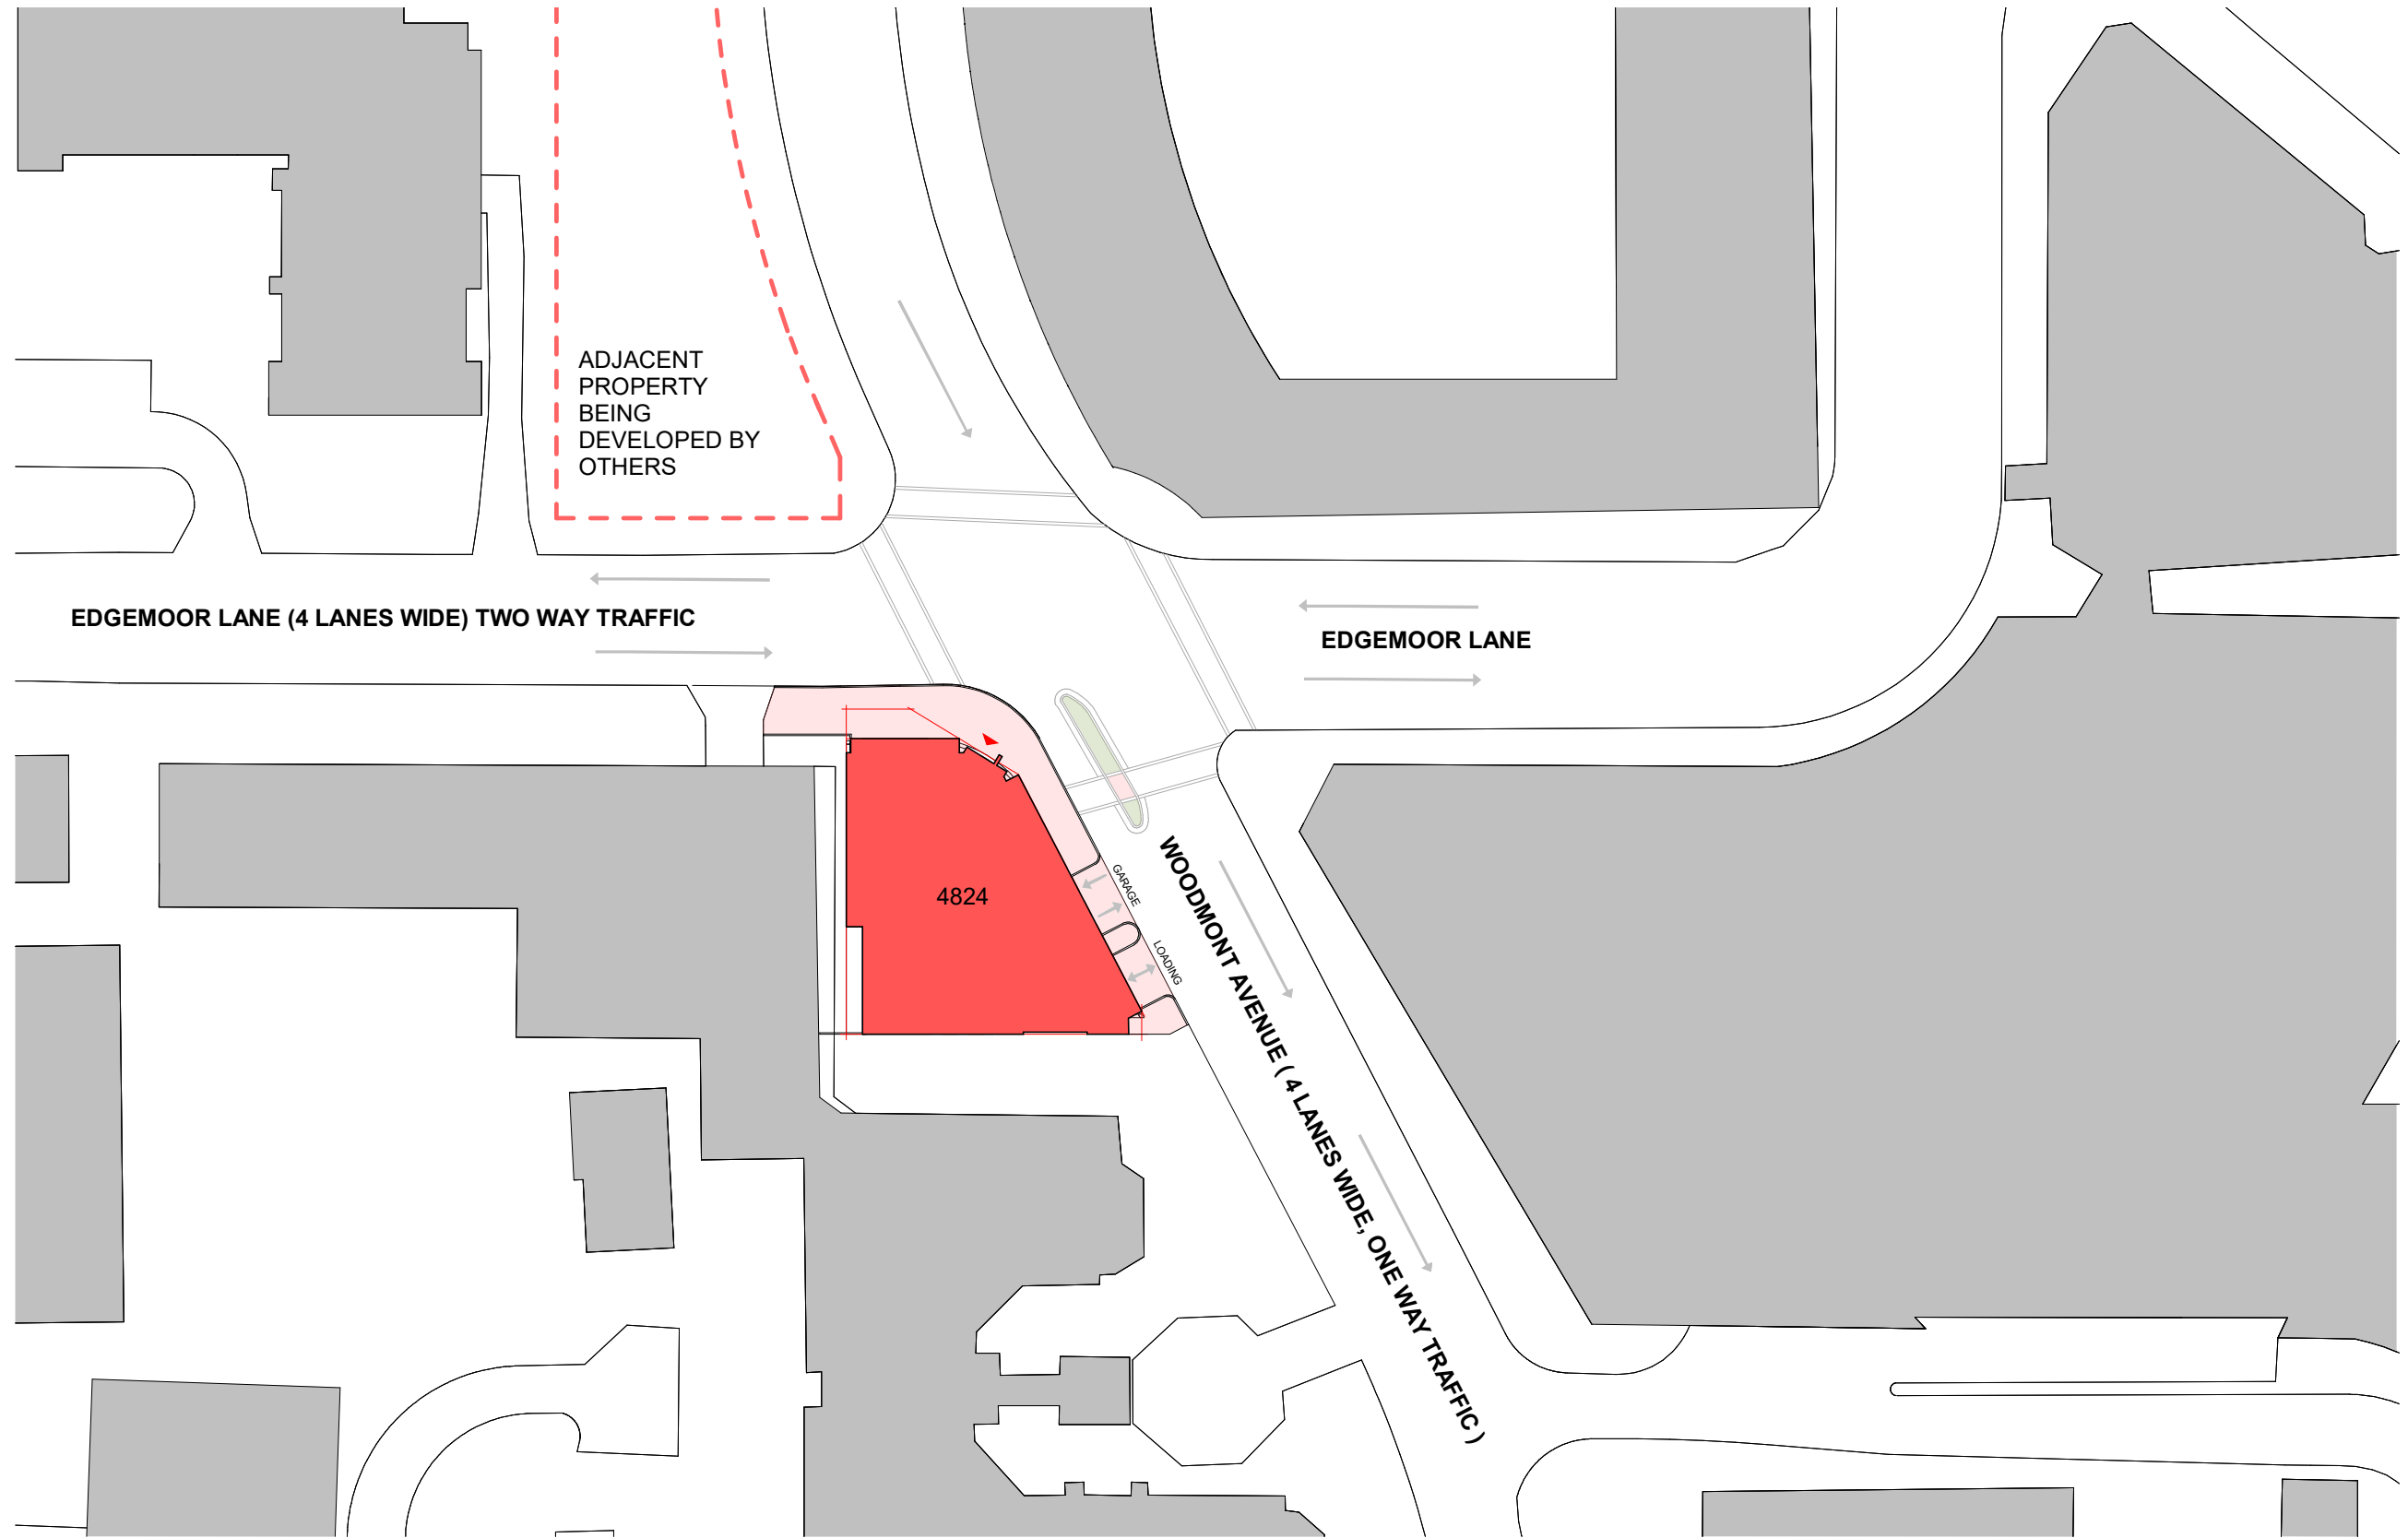 ADJACENT
PROPERTY
BEING
DEVELOPED BY
OTHERS
EDGEMOOR LANE (4 LANES WIDE) TWO WAY TRAFFIC
EDGEMOOR LANE
4824
GARAGE
LOADING
WOODMONT AVENUE ( 4 LANES WIDE, ONE WAY TRAFFIC )